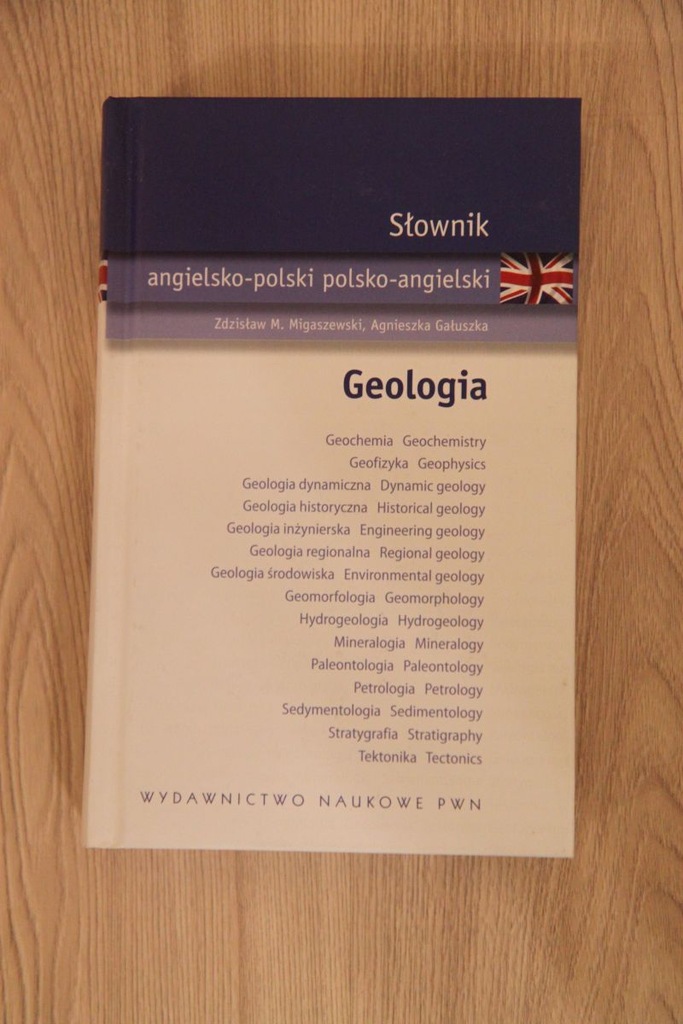 Słownik
angielsko-polski polsko-angielski
Zdzisław M. Migaszewski, Agnieszka Gałuszka
Geologia
Geochemia Geochemistry
Geofizyka Geophysics
Geologia dynamiczna Dynamic geology
Geologia historyczna Historical geology
Geologia inżynierska Engineering geology
Geologia regionalna Regional geology
Geologia środowiska Environmental geology
Geomorfologia Geomorphology
Hydrogeologia Hydrogeology
Mineralogia Mineralogy
Paleontologia Paleontology
Petrologia Petrology
Sedymentologia Sedimentology
Stratygrafia Stratigraphy
Tektonika Tectonics
WYDAWNICTWO NAUKOWE PWN